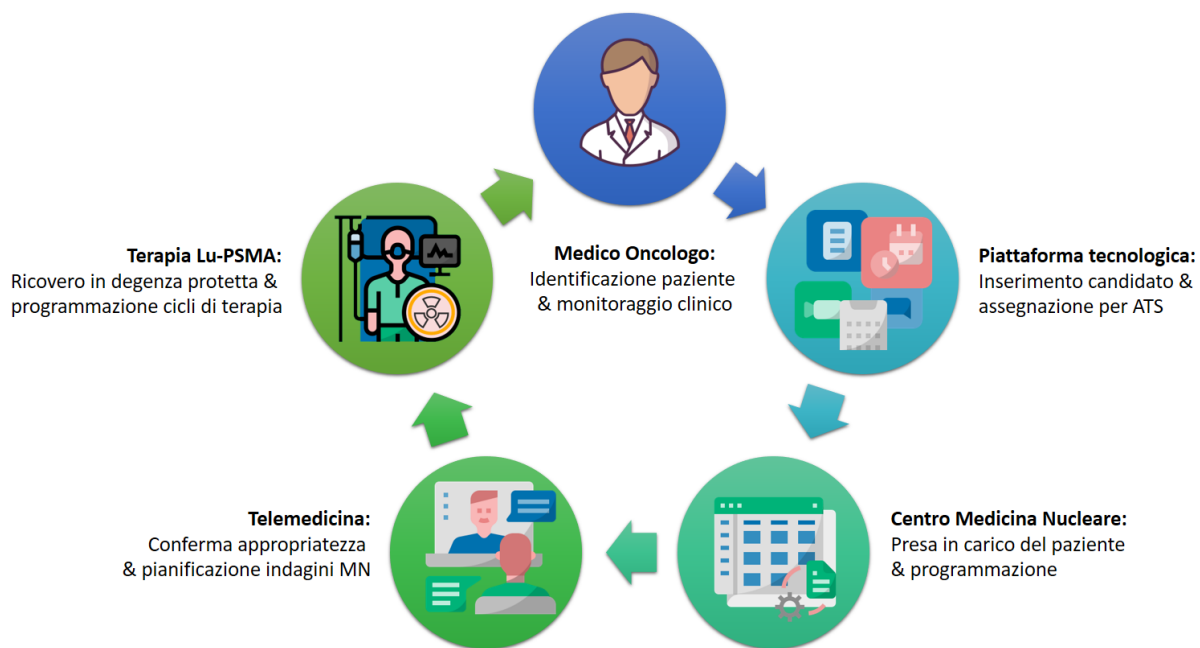 Medico Oncologo:
Identificazione paziente
& monitoraggio clinico
Piattaforma tecnologica:
Inserimento candidato &
assegnazione per ATS
Centro Medicina Nucleare:
Presa in carico del paziente
& programmazione
Telemedicina:
Conferma appropriatezza
& pianificazione indagini MN
Terapia Lu-PSMA:
Ricovero in degenza protetta &
programmazione cicli di terapia